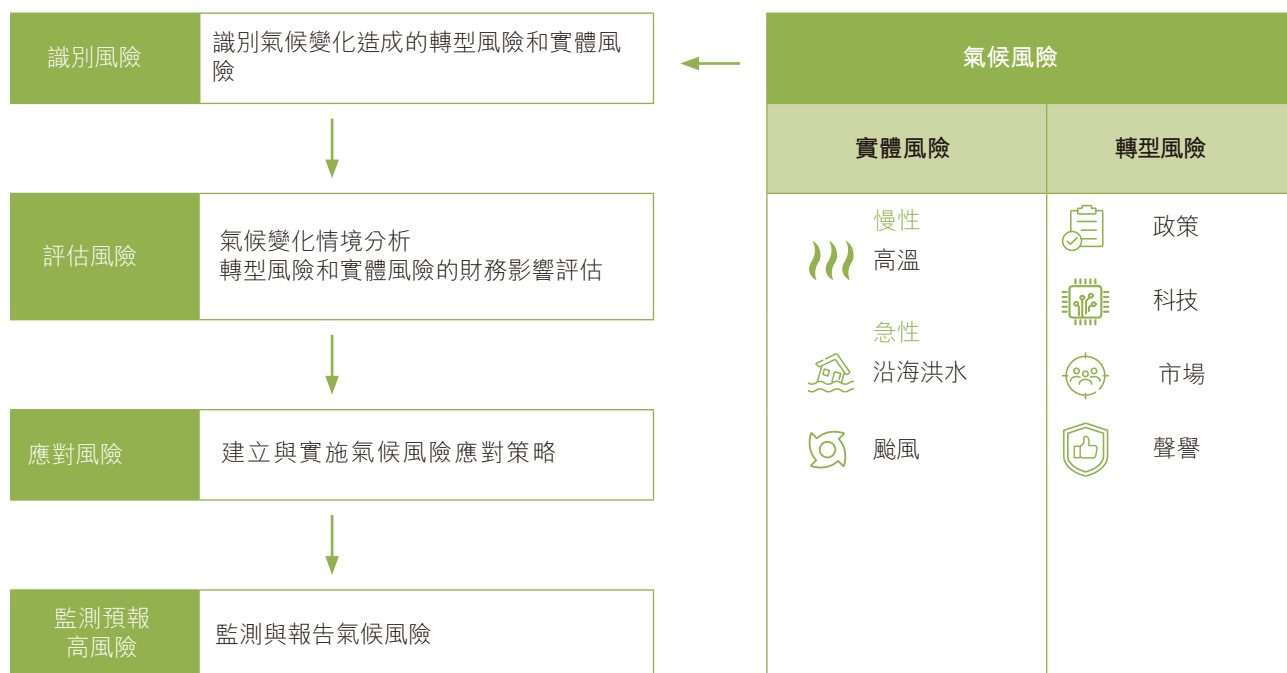 識別風險
識別氣候變化造成的轉型風險和實體風
險
評估風險
氣候變化情境分析
轉型風險和實體風險的財務影響評估
應對風險
建立與實施氣候風險應對策略
監測預報
高風險
監測與報告氣候風險
氣候風險
實體風險
轉型風險
慢性
高溫
急性
沿海洪水
颱風
政策
科技
市場
聲譽